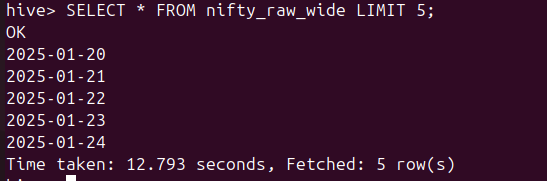 hive> SELECT * FROM nifty_raw_wide LIMIT 5;
OK
2025-01-20
2025-01-21
2025-01-22
2025-01-23
2025-01-24
Time taken: 12.793 seconds, Fetched: 5 row(s)